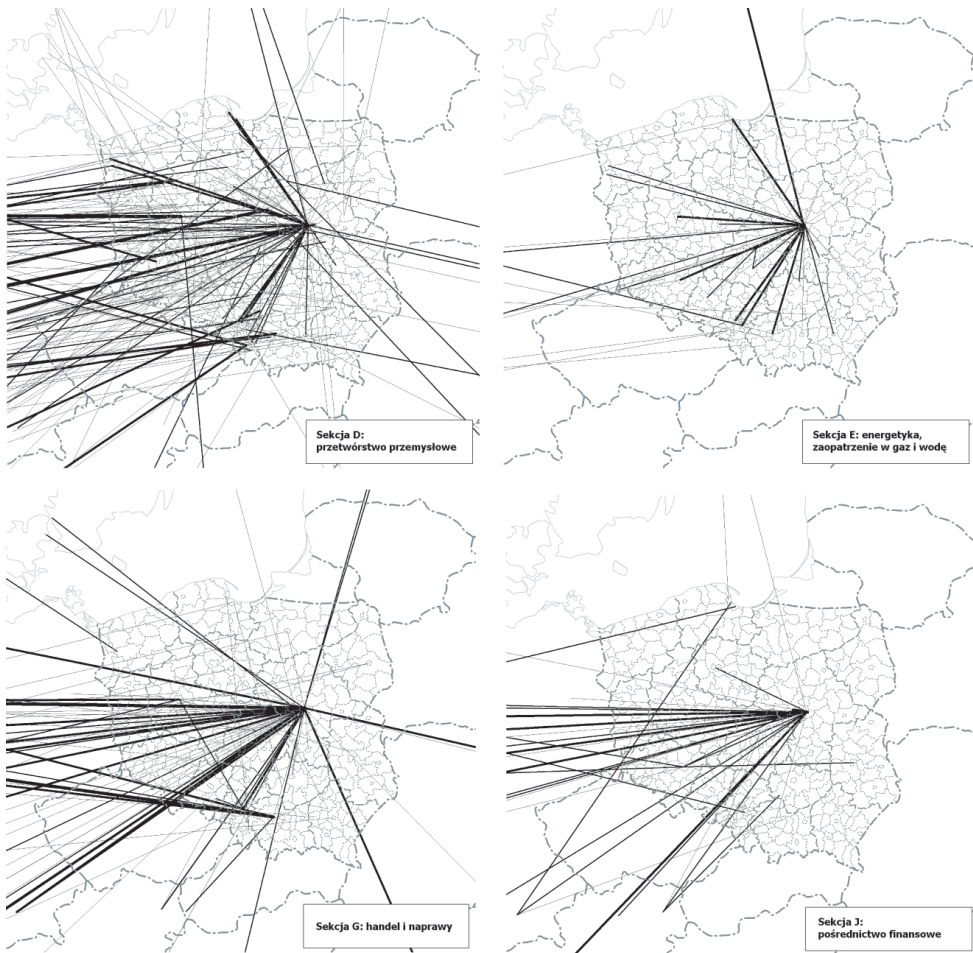 Sekcja D:
przetwórstwo przemysłowe
Sekcja E: energetyka,
zaopatrzenie w gaz i wodę
Sekcja G: handel i naprawy
Sekcja J:
pośrednictwo finansowe